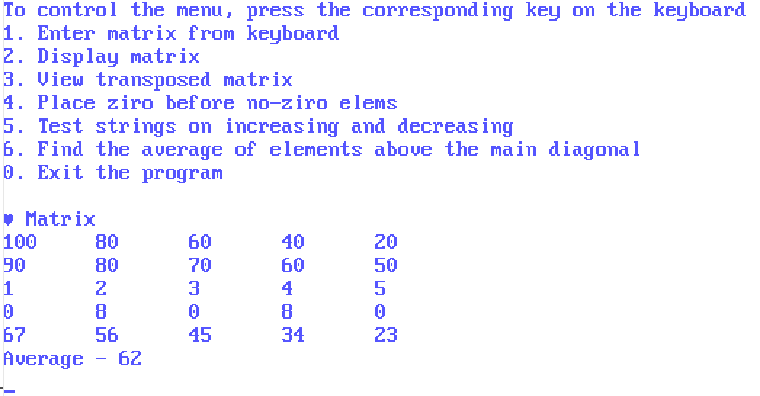 To control the menu, press the corresponding key on the keyboard
1. Enter matrix from keyboard
2. Display matrix
3. View transposed matrix
4. Place ziro before no-ziro elems
5. Test strings on increasing and decreasing
6. Find the average of elements above the main diagonal
0. Exit the program
♥ Matrix
100 80 60 40 20
90 80 70 60 50
1 2 3 4 5
0 8 0 8 0
67 56 45 34 23
Average - 62